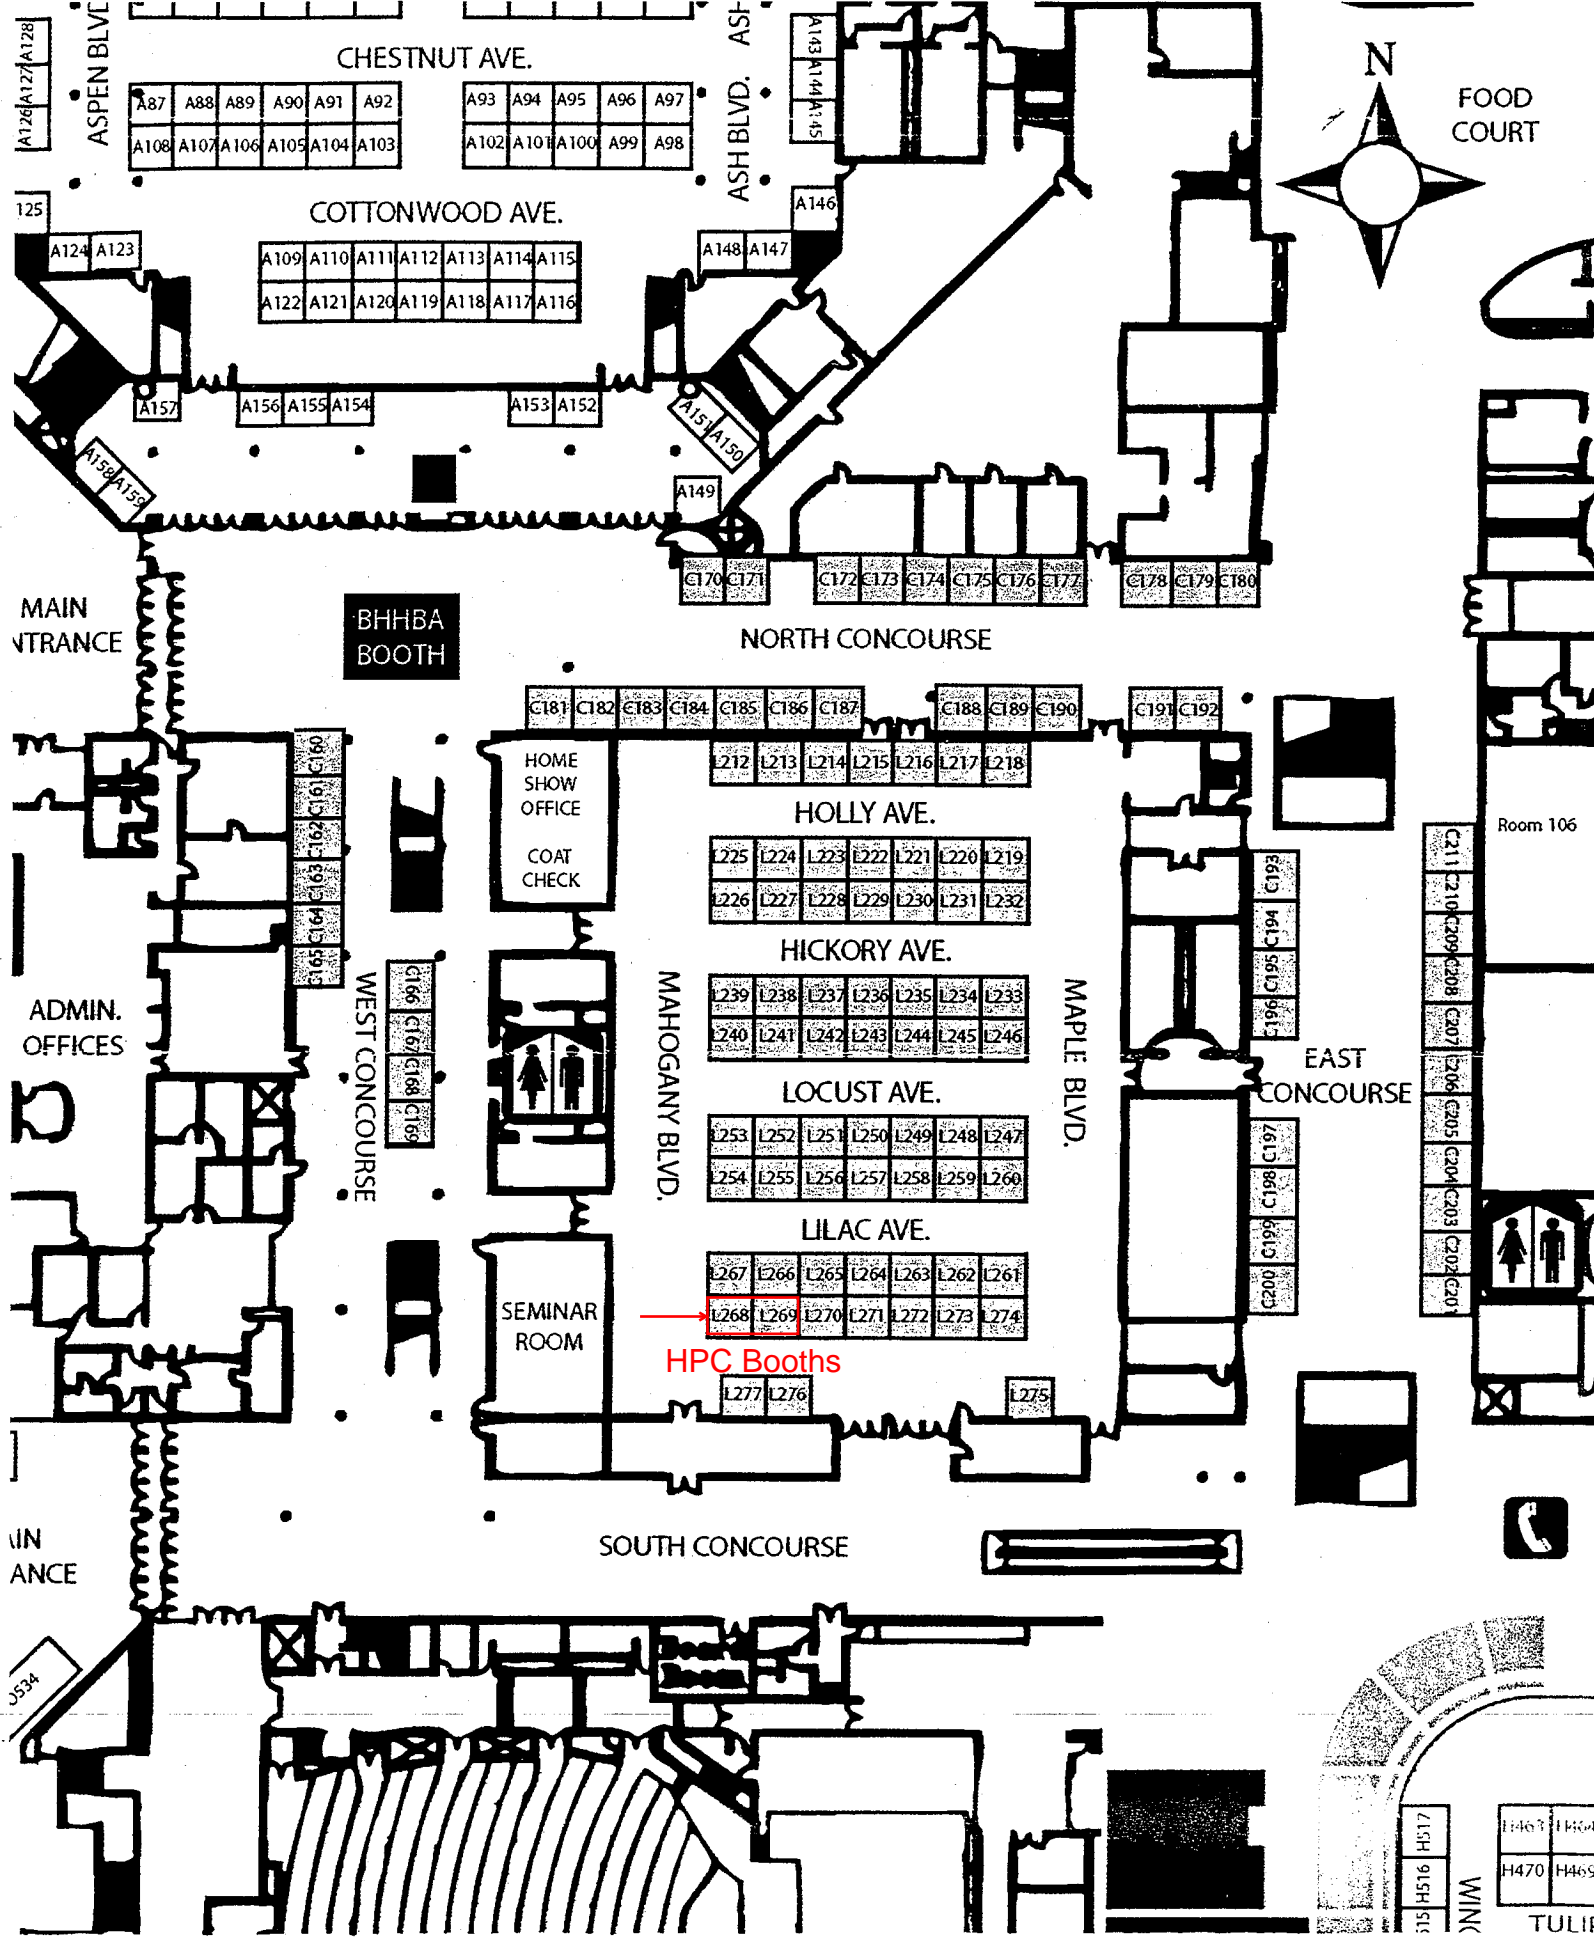 ASPEN BLVD
CHESTNUT AVE.
ASH
A128
A127
A126
A87 A88 A89 A90 A91 A92
A108 A107 A106 A105 A104 A103
A93 A94 A95 A96 A97
A102 A101 A100 A99 A98
ASH BLVD.
A143
A144
A145
N
FOOD
COURT
125
A124 A123
COTTONWOOD AVE.
A146
A148 A147
A109 A110 A111 A112 A113 A114 A115
A122 A121 A120 A119 A118 A117 A116
A157
A156 A155 A154
A153 A152
A151
A150
A158
A159
A149
C170 C171
C172 C173 C174 C175 C176 C177
C178 C179 C180
MAIN
NTRANCE
BHHBA
BOOTH
NORTH CONCOURSE
C181 C182 C183 C184 C185 C186 C187
C188 C189 C190
C191 C192
C160
C161
C162
C163
C164
C165
HOME
SHOW
OFFICE
COAT
CHECK
L212 L213 L214 L215 L216 L217 L218
HOLLY AVE.
L225 L224 L223 L222 L221 L220 L219
L226 L227 L228 L229 L230 L231 L232
HICKORY AVE.
L239 L238 L237 L236 L235 L234 L233
L240 L241 L242 L243 L244 L245 L246
LOCUST AVE.
L253 L252 L251 L250 L249 L248 L247
L254 L255 L256 L257 L258 L259 L260
LILAC AVE.
L267 L266 L265 L264 L263 L262 L261
L268 L269 L270 L271 L272 L273 L274
HPC Booths
L277 L276
L275
MAHOGANY BLVD.
MAPLE BLVD.
WEST CONCOURSE
C166
C167
C168
C169
ADMIN.
OFFICES
SEMINAR
ROOM
Room 106
C193
C194
C195
C196
EAST
CONCOURSE
C197
C198
C199
C200
C211
C210
C209
C208
C207
C206
C205
C204
C203
C202
C201
SOUTH CONCOURSE
IN
ANCE
0534
H517
H516
515
H463 H464
H470 H469
WIN
TULIP